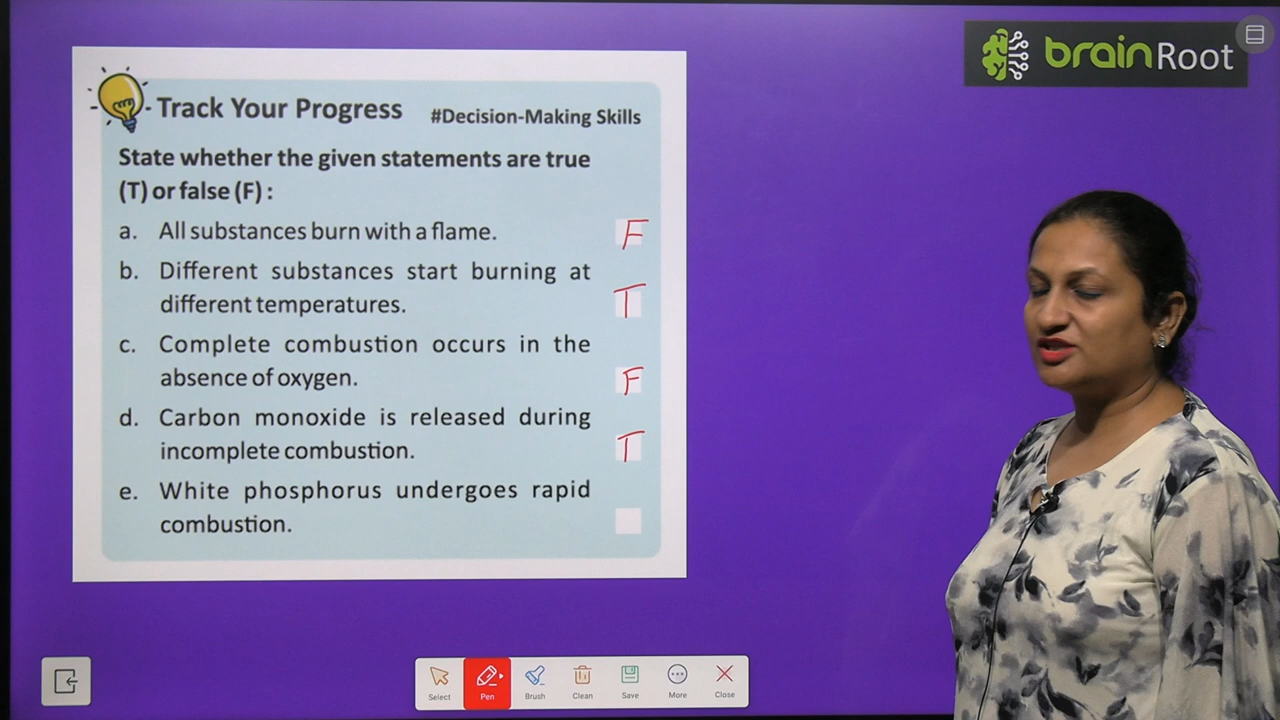 brainRoot
Track Your Progress #Decision-Making Skills
State whether the given statements are true
(T) or false (F) :
a. All substances burn with a flame. F
b. Different substances start burning at
different temperatures. T
c. Complete combustion occurs in the
absence of oxygen. F
d. Carbon monoxide is released during
incomplete combustion. T
e. White phosphorus undergoes rapid
combustion.
Select Pen Brush Clean Save More Close